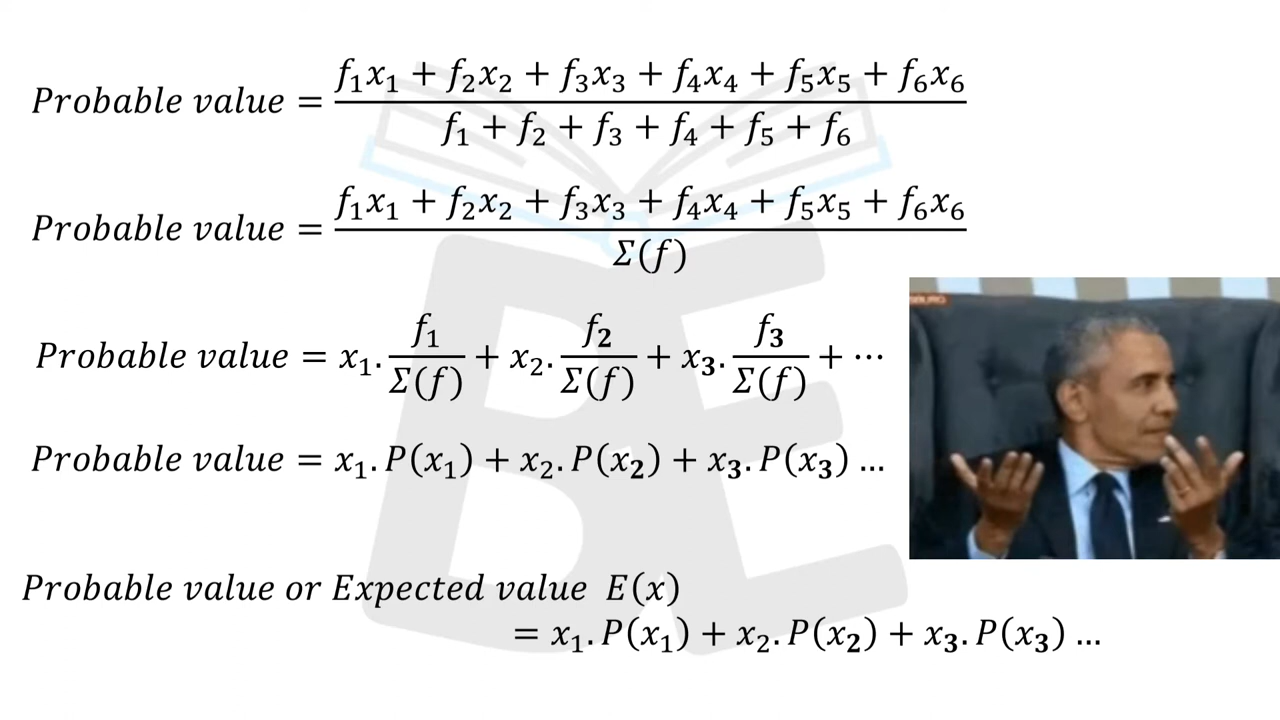 Probable value = f₁x₁ + f₂x₂ + f₃x₃ + f₄x₄ + f₅x₅ + f₆x₆ / f₁ + f₂ + f₃ + f₄ + f₅ + f₆
Probable value = f₁x₁ + f₂x₂ + f₃x₃ + f₄x₄ + f₅x₅ + f₆x₆ / Σ(f)
Probable value = x₁. f₁/Σ(f) + x₂. f₂/Σ(f) + x₃. f₃/Σ(f) + ⋯
Probable value = x₁. P(x₁) + x₂. P(x₂) + x₃. P(x₃) ...
Probable value or Expected value E(x)
= x₁. P(x₁) + x₂. P(x₂) + x₃. P(x₃) ...
BE